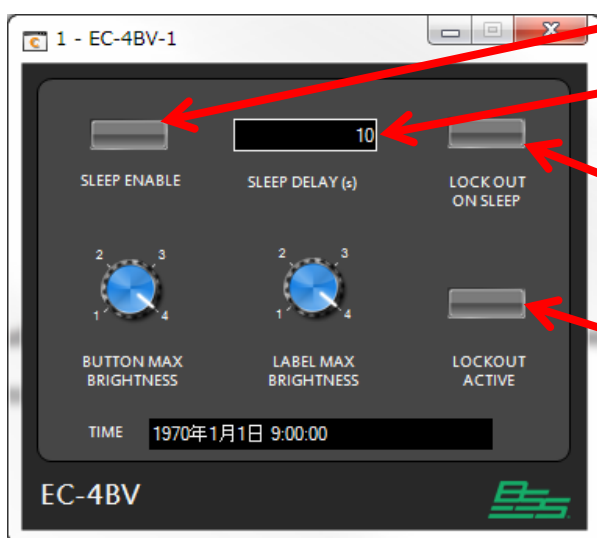 1 - EC-4BV-1
10
SLEEP ENABLE
SLEEP DELAY (s)
LOCK OUT
ON SLEEP
2 3
1 4
2 3
1 4
BUTTON MAX
BRIGHTNESS
LABEL MAX
BRIGHTNESS
LOCKOUT
ACTIVE
TIME 1970年1月1日 9:00:00
EC-4BV
BSS